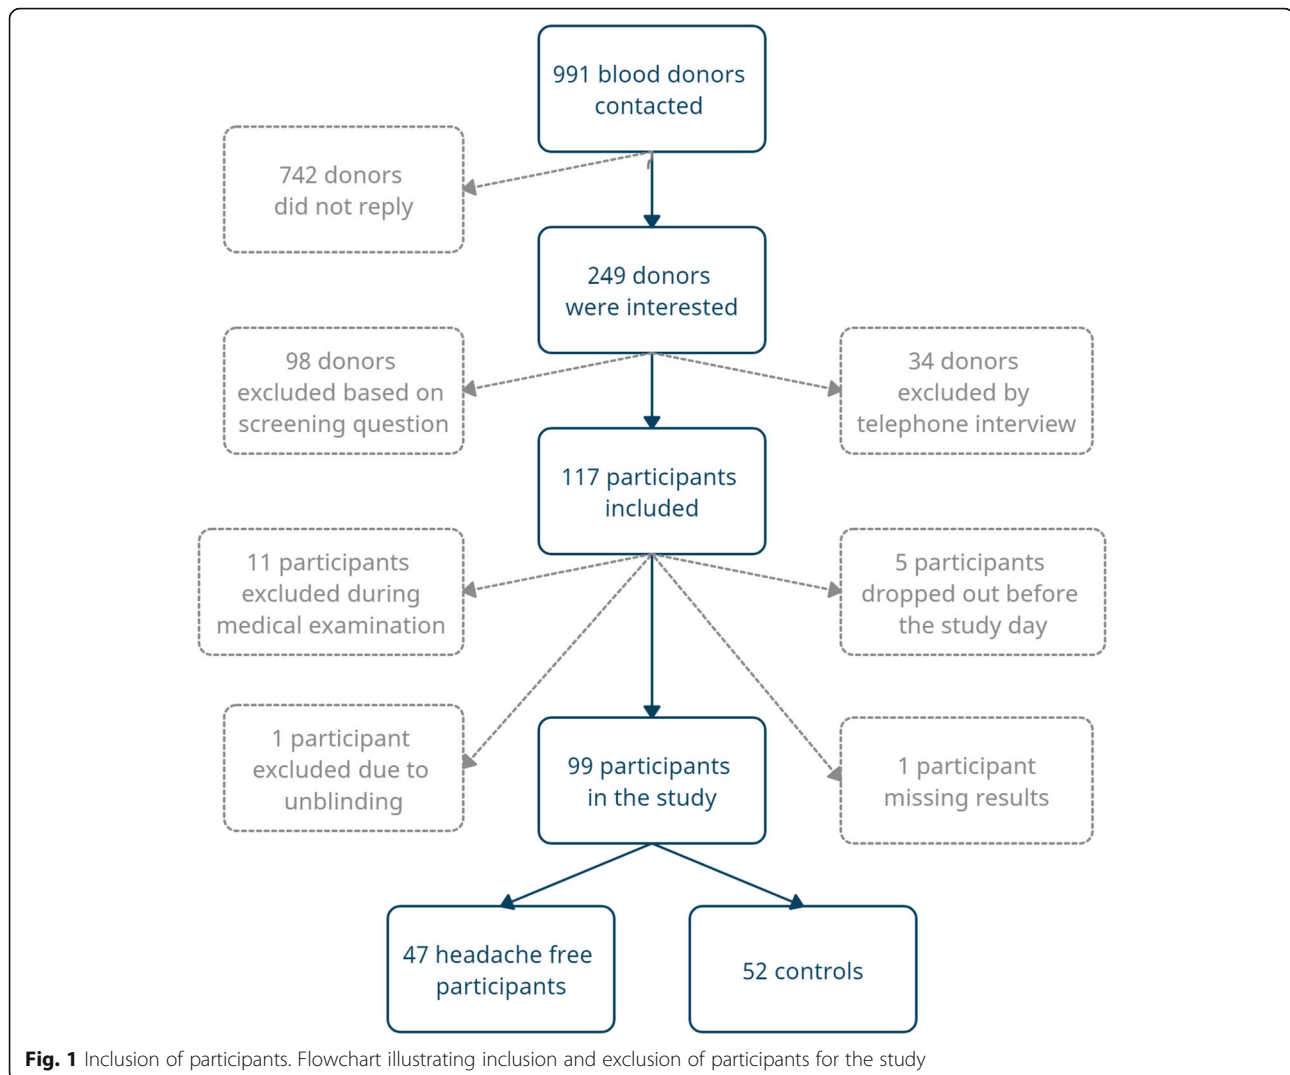 991 blood donors
contacted
742 donors
did not reply
249 donors
were interested
98 donors
excluded based on
screening question
34 donors
excluded by
telephone interview
117 participants
included
11 participants
excluded during
medical examination
5 participants
dropped out before
the study day
1 participant
excluded due to
unblinding
99 participants
in the study
1 participant
missing results
47 headache free
participants
52 controls
Fig. 1 Inclusion of participants. Flowchart illustrating inclusion and exclusion of participants for the study